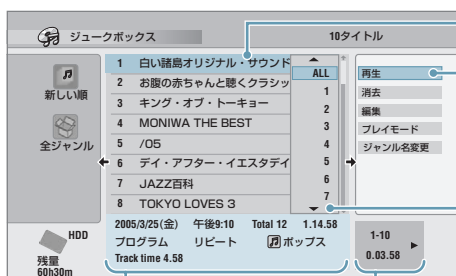 ジュークボックス
10タイトル
新しい順
全ジャンル
1 白い諸島オリジナル・サウンド
2 お腹の赤ちゃんと聴くクラシッ
3 キング・オブ・トーキョー
4 MONIWA THE BEST
5 /05
6 デイ・アフター・イエスタデイ
7 JAZZ百科
8 TOKYO LOVES 3
ALL
1
2
3
4
5
6
7
再生
消去
編集
プレイモード
ジャンル名変更
HDD
残量
60h30m
2005/3/25(金) 午後9:10 Total 12 1.14.58
プログラム リピート ポップス
Track time 4.58
1-10
0.03.58